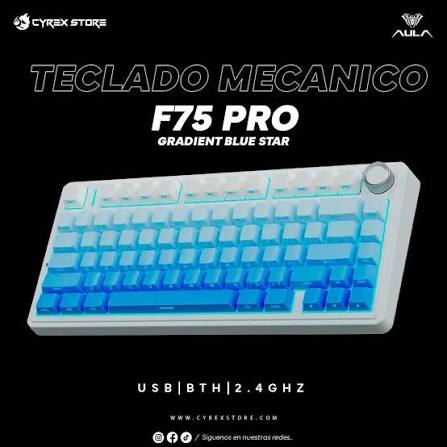 CYREX STORE
AULA
TECLADO MECANICO
F75 PRO
GRADIENT BLUE STAR
USB|BTH|2.4GHZ
WWW.CYREXSTORE.COM
/ Siguenos en nuestras redes..